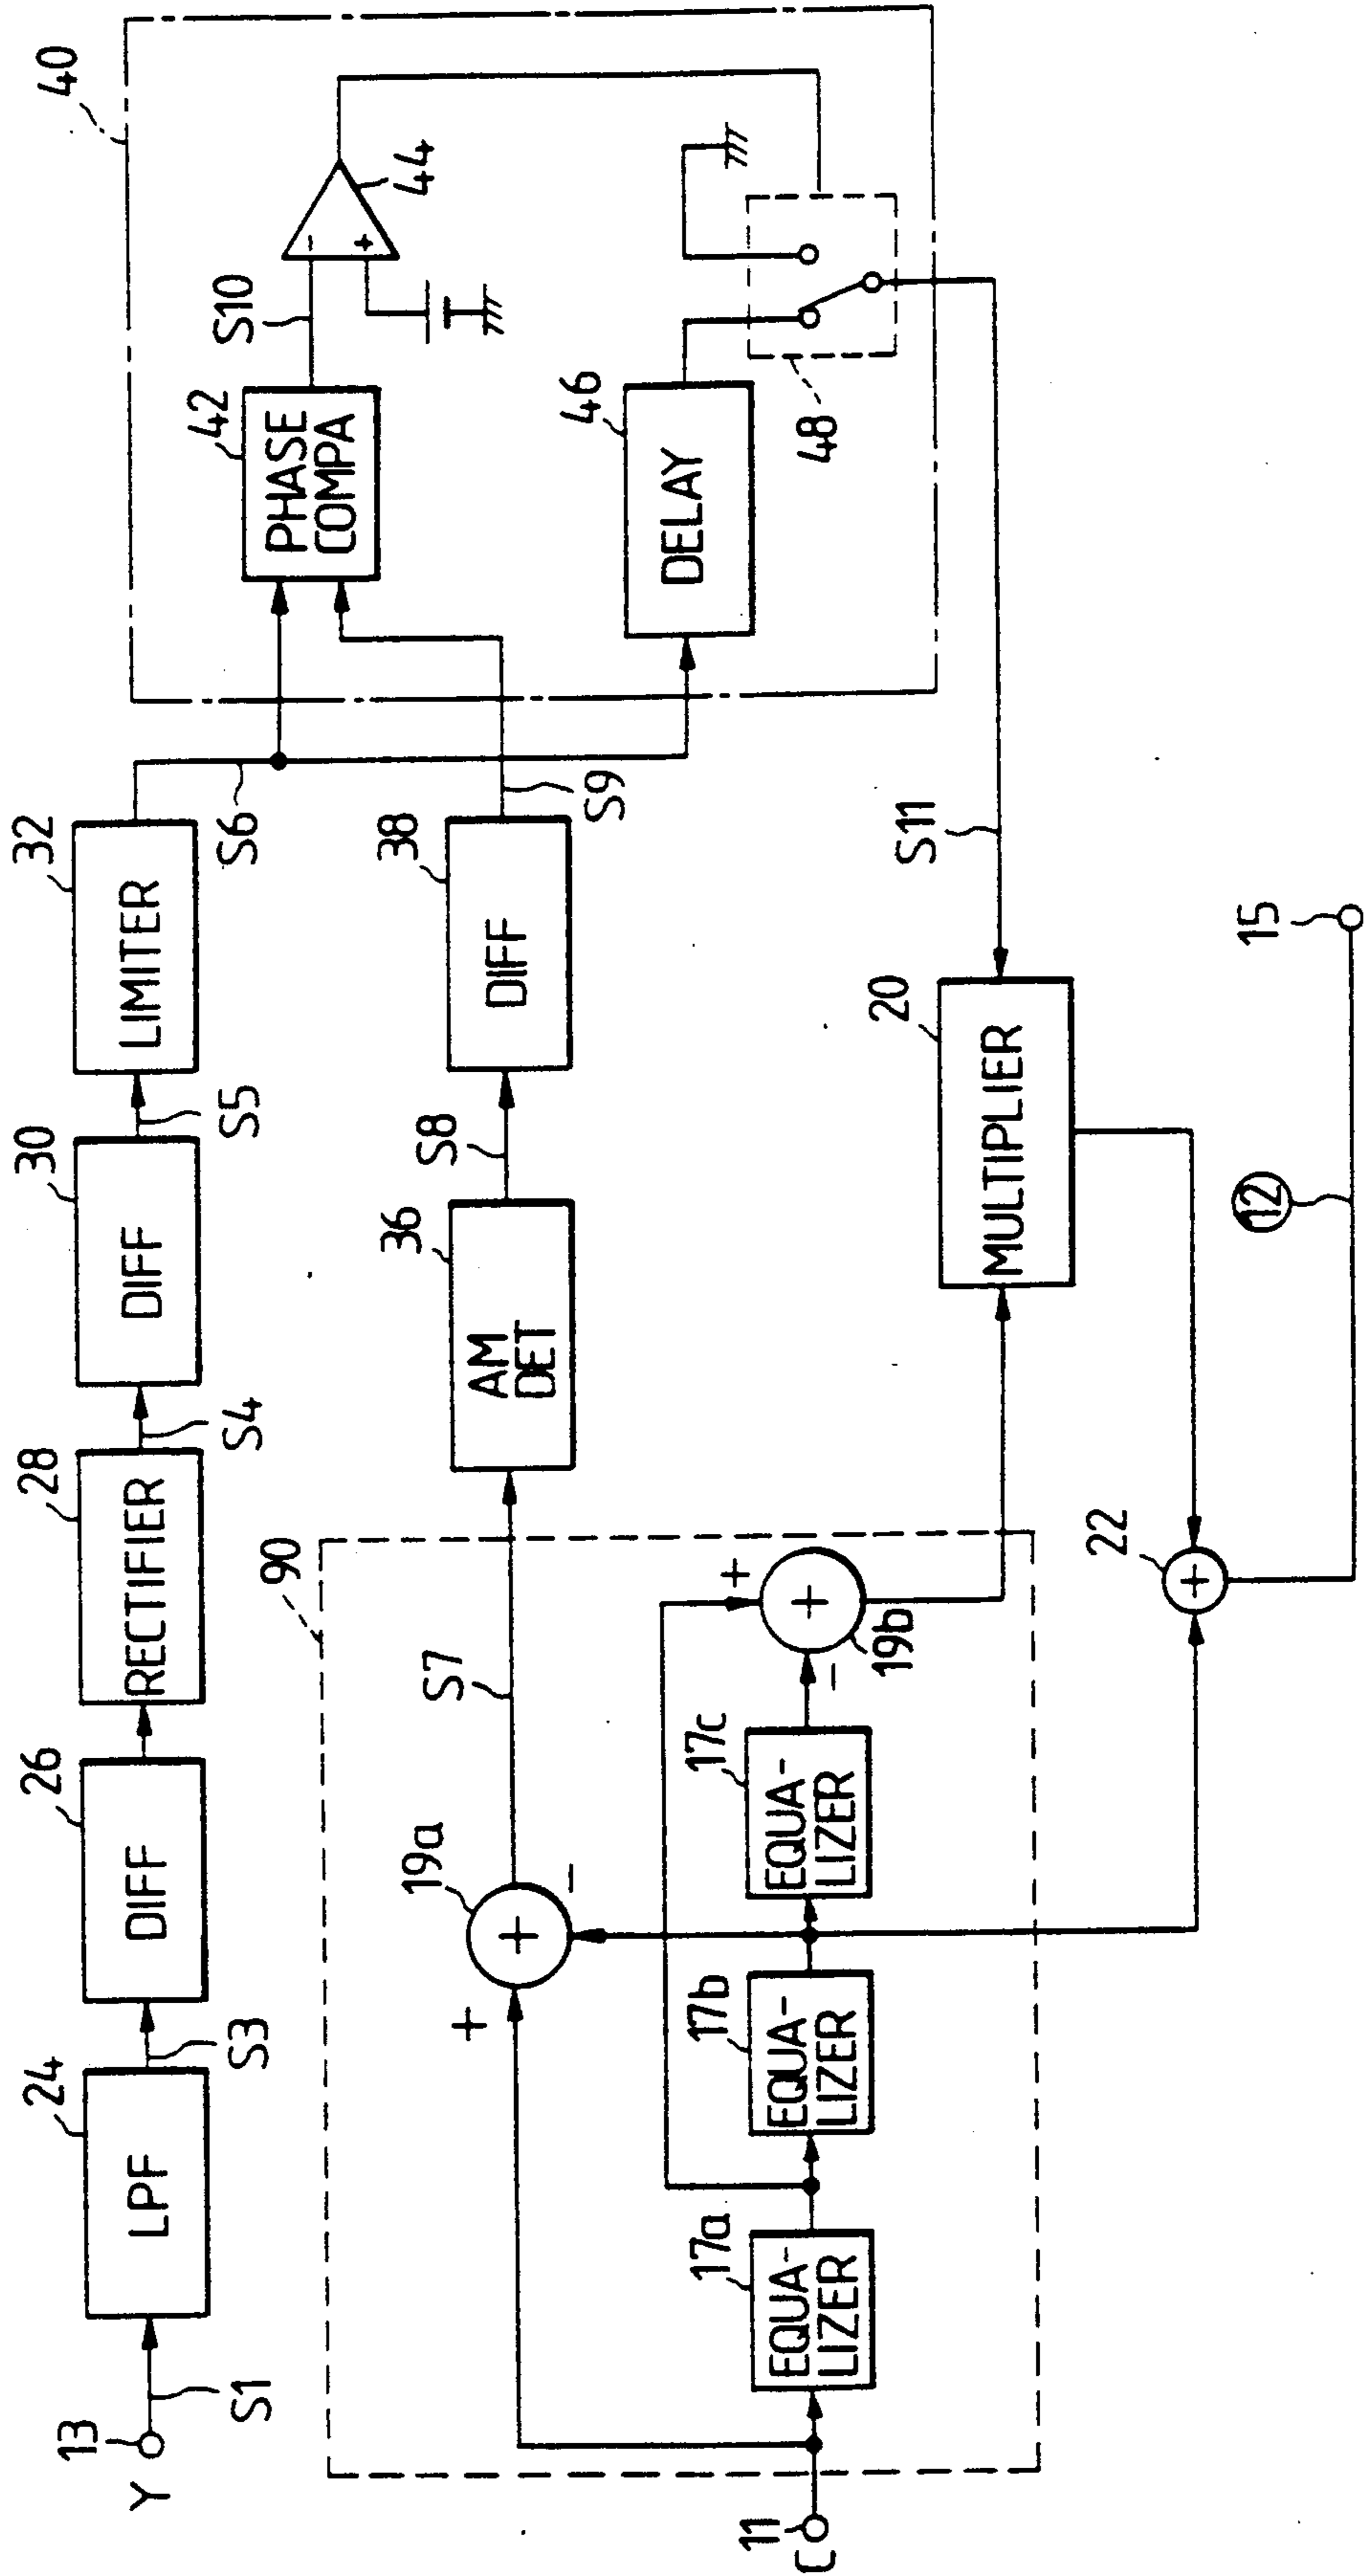 Y
13
S1
24
LPF
S3
26
DIFF
28
RECTIFIER
S4
30
DIFF
S5
32
LIMITER
S6
40
42
PHASE
COMPA
S10
-
+
44
36
AM
DET
S8
38
DIFF
S9
46
DELAY
48
90
S7
19a
+
+
-
C
11
17a
EQUA-
LIZER
17b
EQUA-
LIZER
17c
EQUA-
LIZER
+
+
-
19b
20
MULTIPLIER
S11
22
+
12
15